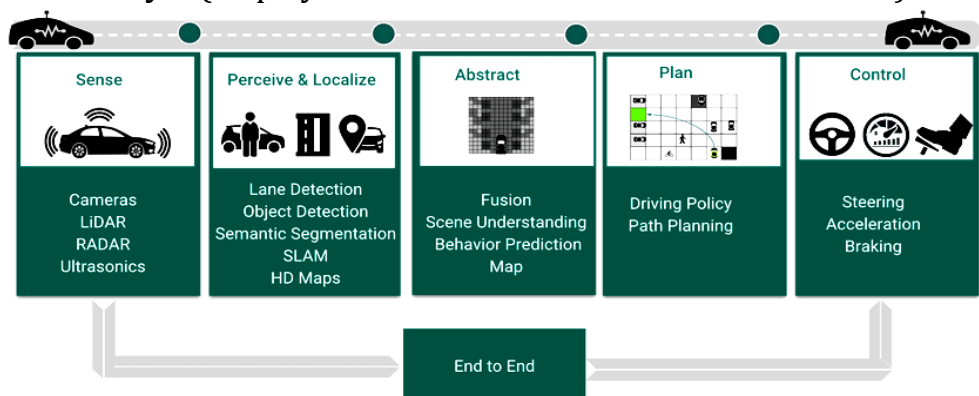 Sense
Cameras
LiDAR
RADAR
Ultrasonics
Perceive & Localize
Lane Detection
Object Detection
Semantic Segmentation
SLAM
HD Maps
Abstract
Fusion
Scene Understanding
Behavior Prediction
Map
Plan
Driving Policy
Path Planning
Control
Steering
Acceleration
Braking
End to End